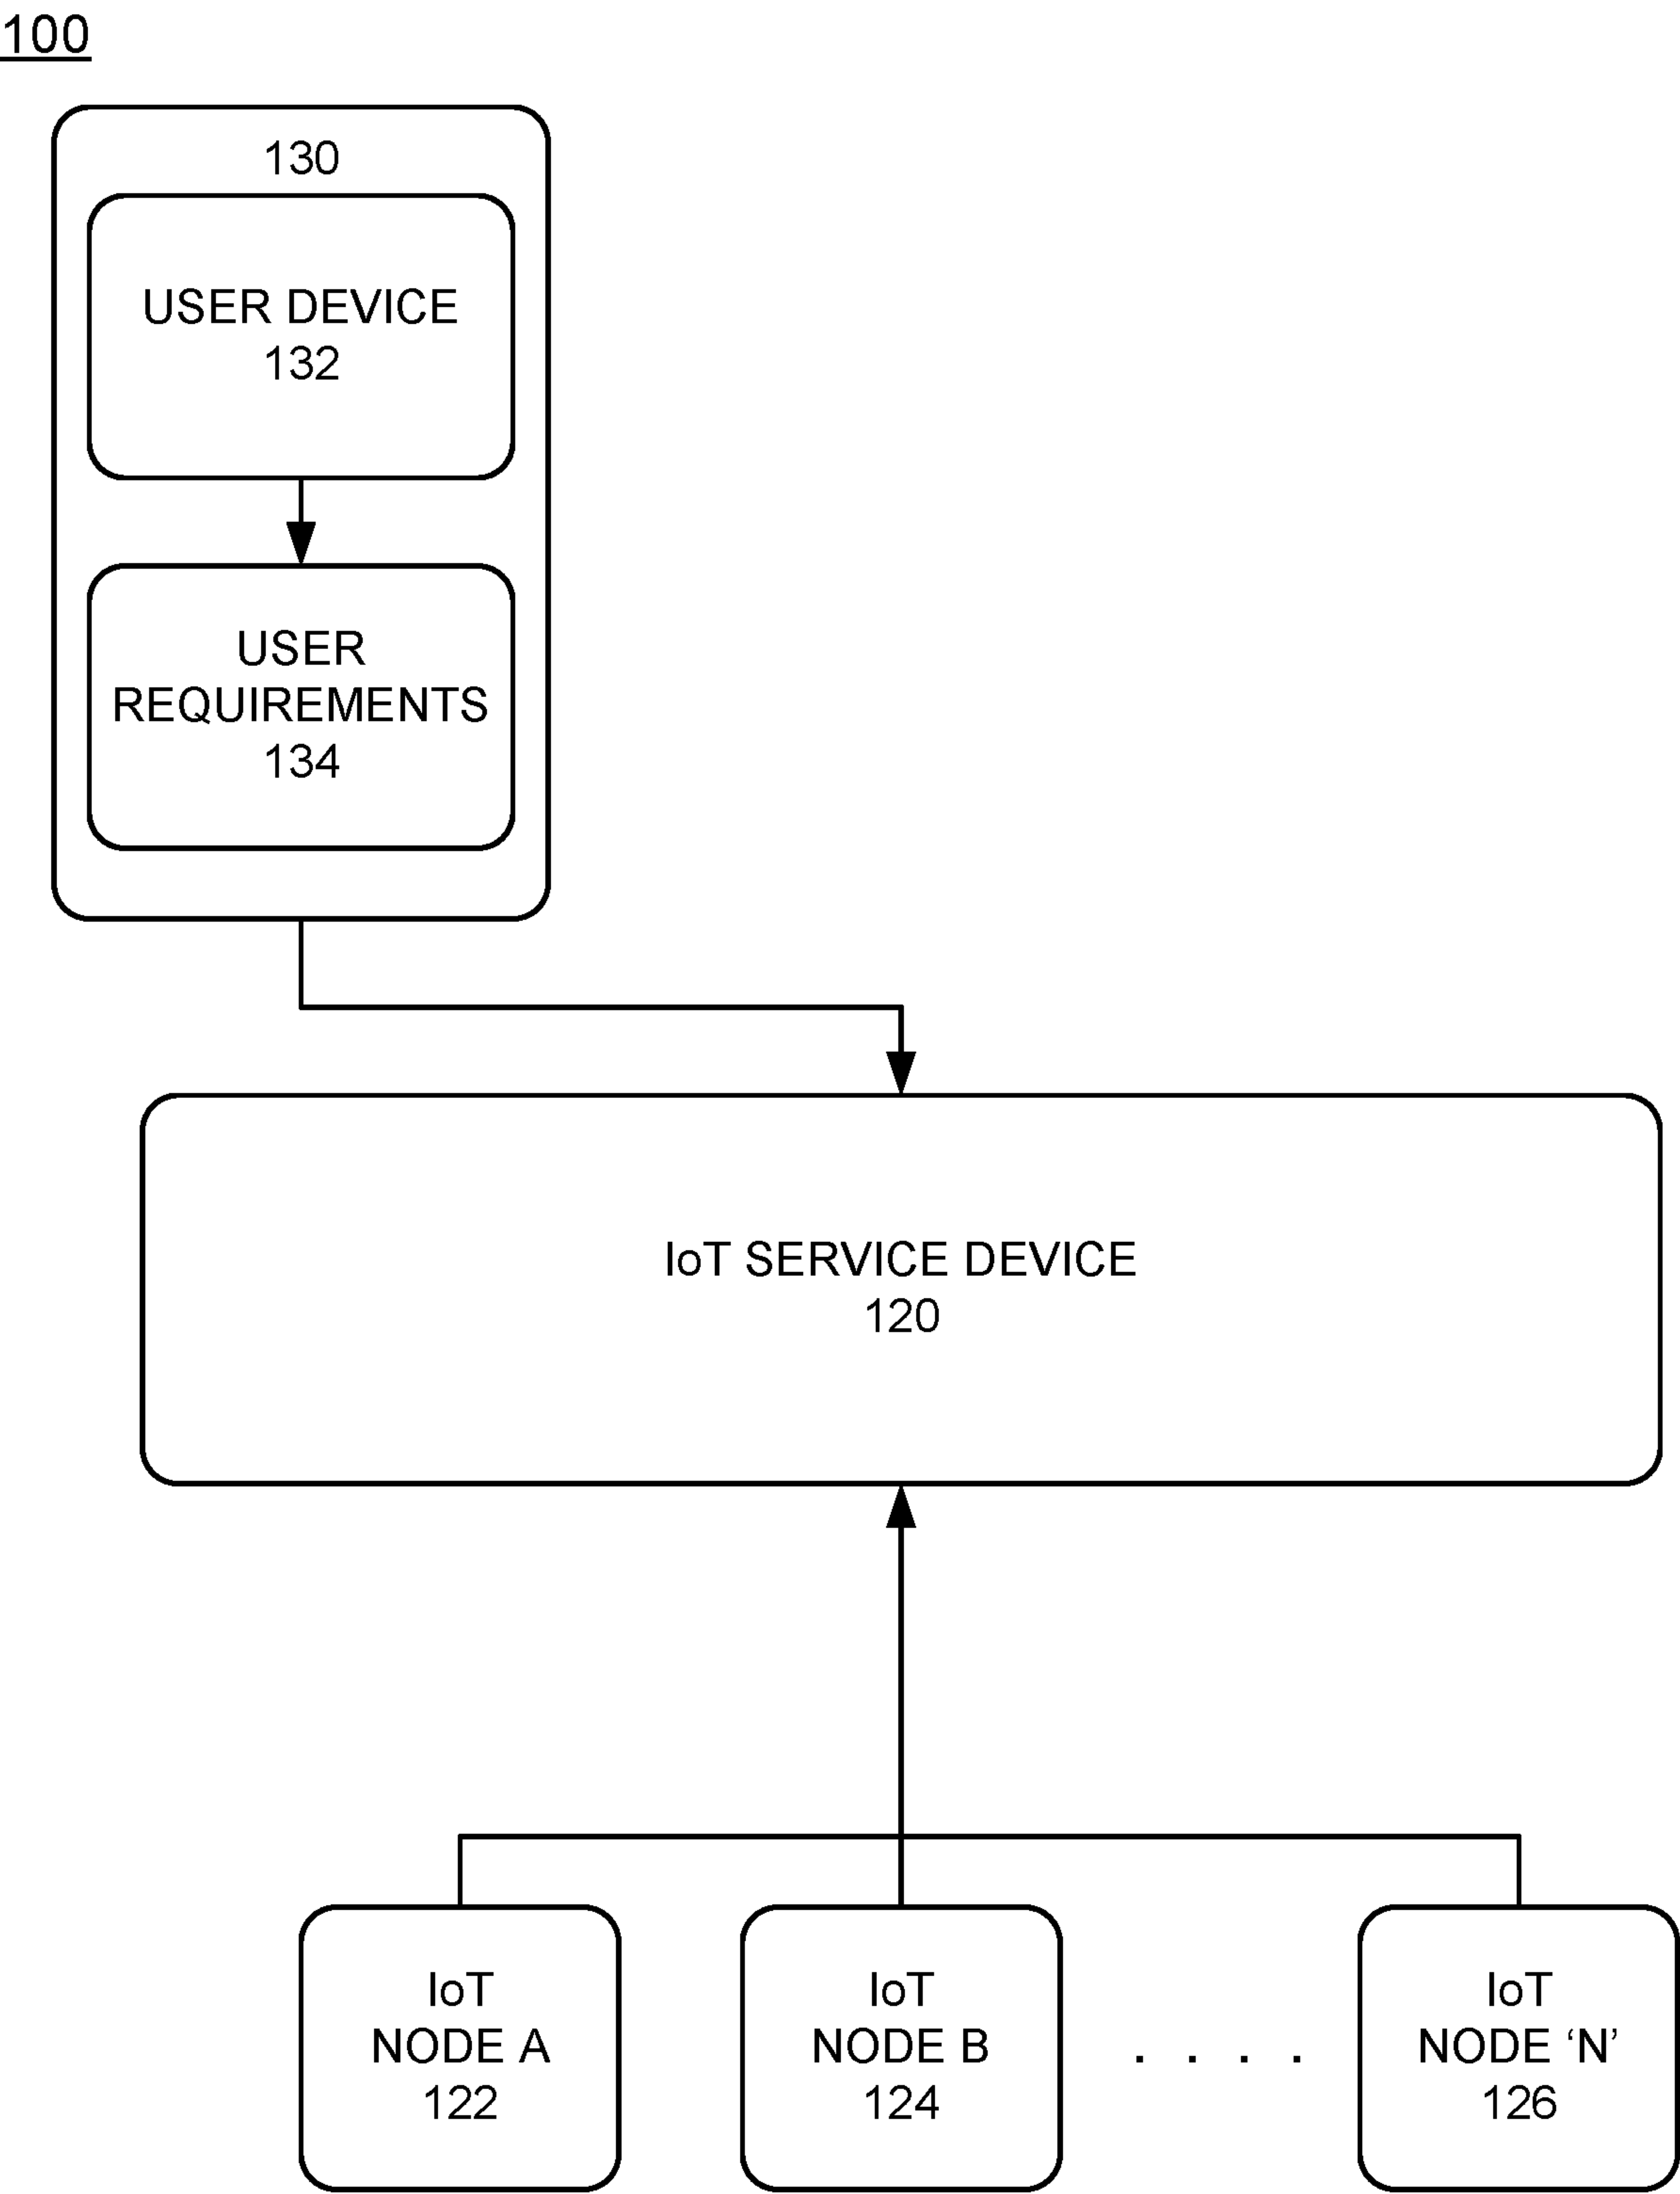 100
130
USER DEVICE
132
USER
REQUIREMENTS
134
IoT SERVICE DEVICE
120
IoT
NODE A
122
IoT
NODE B
124
. . . .
IoT
NODE ‘N’
126